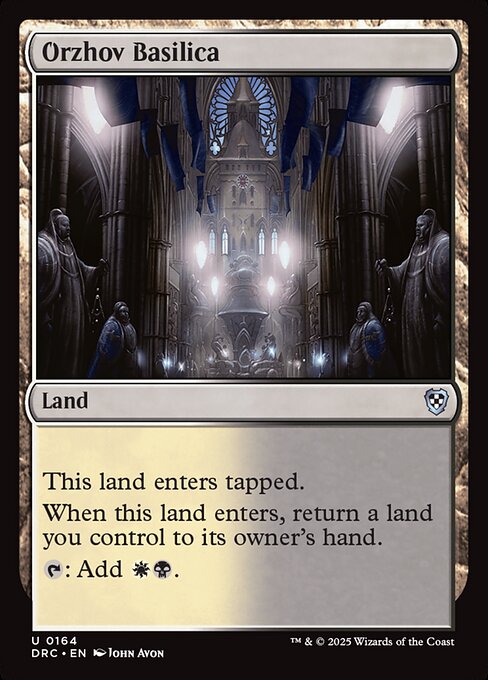 Orzhov Basilica
Land
This land enters tapped.
When this land enters, return a land
you control to its owner's hand.
: Add .
U 0164
DRC • EN John Avon
™ & © 2025 Wizards of the Coast